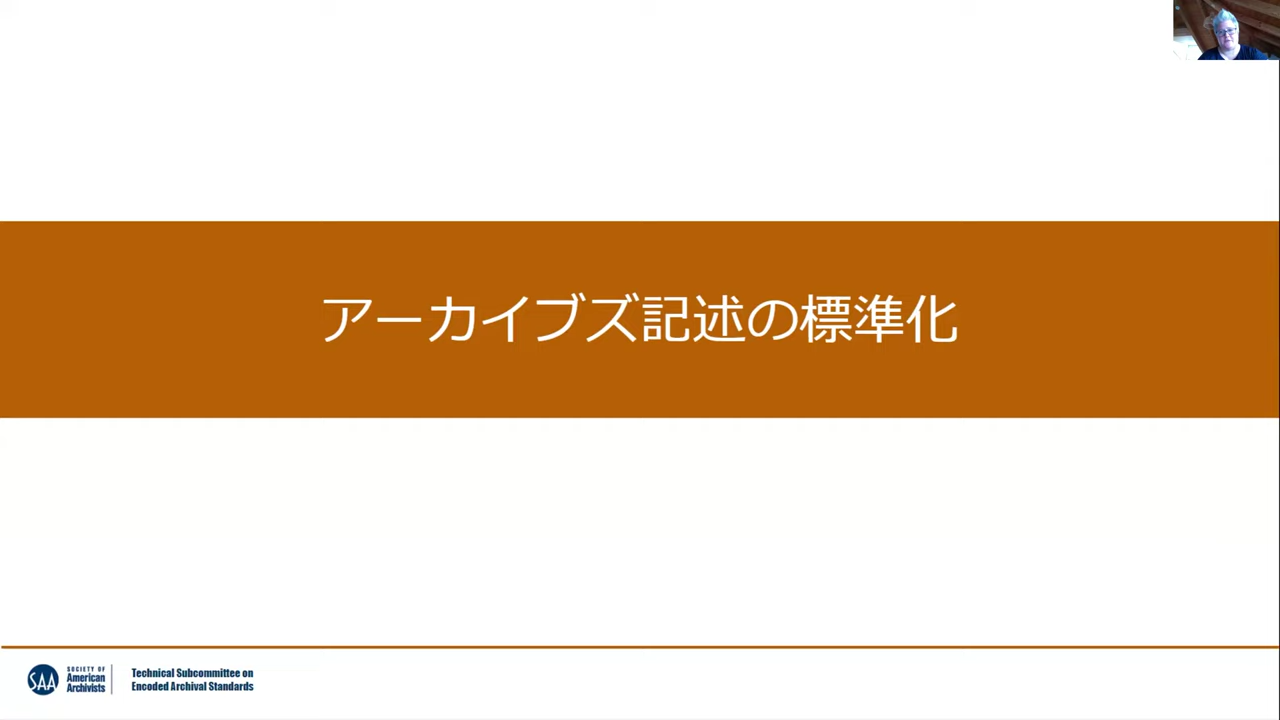 アーカイブズ記述の標準化
SAA
SOCIETY OF
American
Archivists
Technical Subcommittee on
Encoded Archival Standards